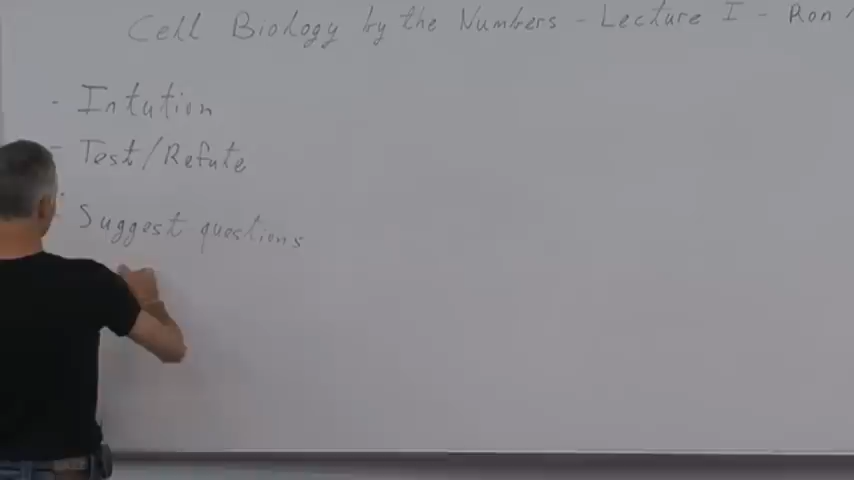 Cell Biology by the Numbers - Lecture I - Ron
- Intution
- Test/Refute
- Suggest questions